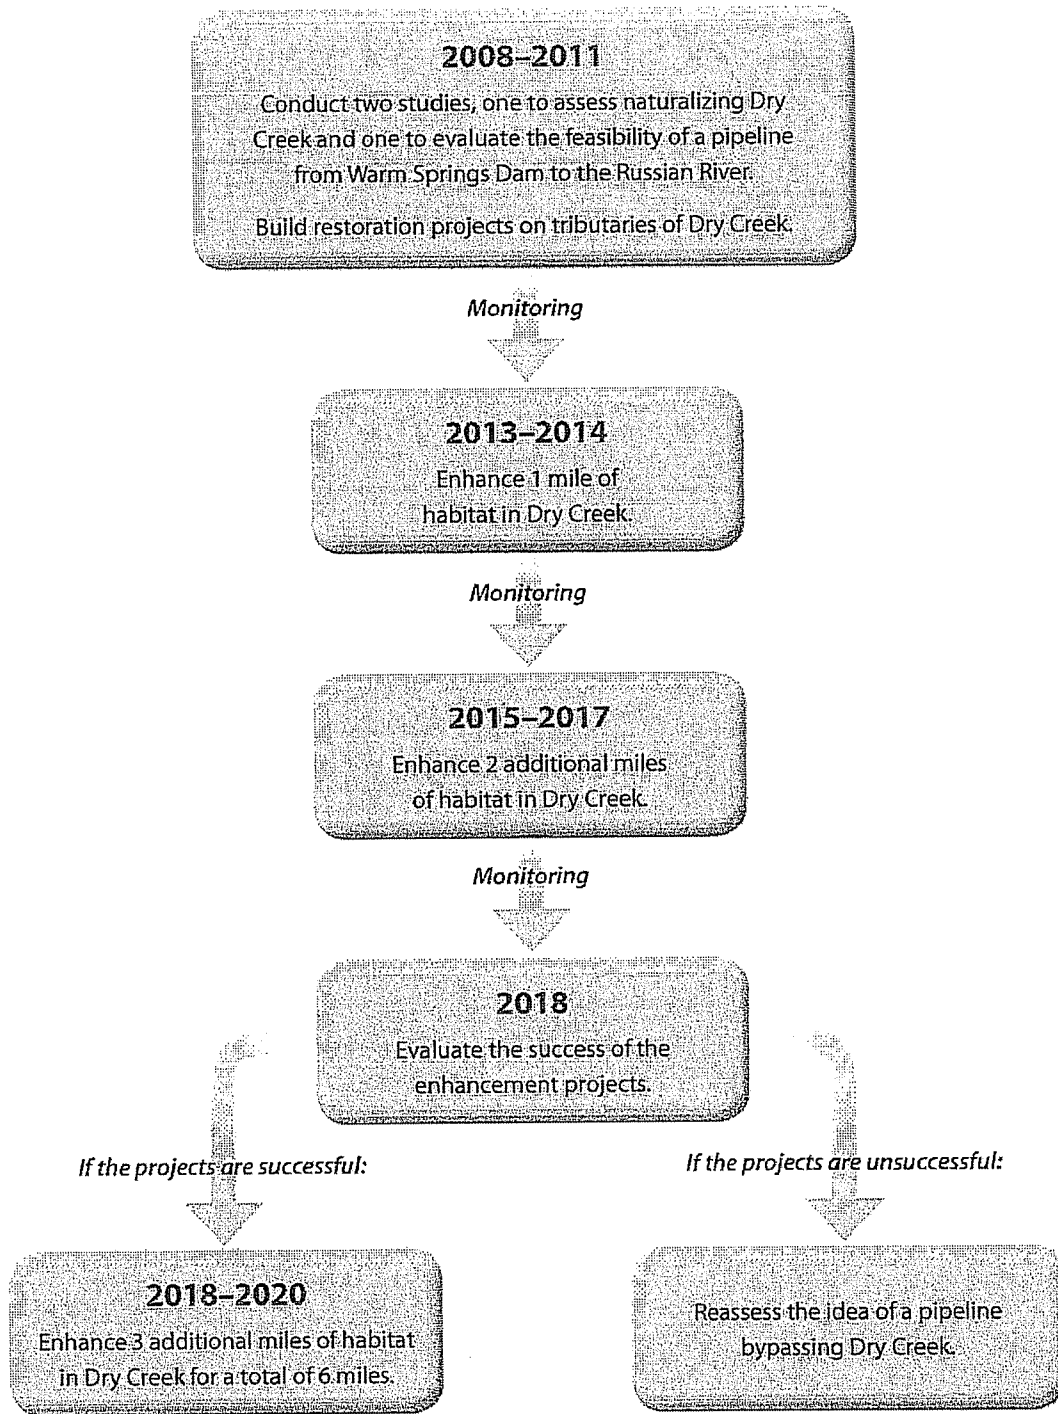 2008–2011
Conduct two studies, one to assess naturalizing Dry
Creek and one to evaluate the feasibility of a pipeline
from Warm Springs Dam to the Russian River.
Build restoration projects on tributaries of Dry Creek.
Monitoring
2013–2014
Enhance 1 mile of
habitat in Dry Creek.
Monitoring
2015–2017
Enhance 2 additional miles
of habitat in Dry Creek.
Monitoring
2018
Evaluate the success of the
enhancement projects.
If the projects are successful:
If the projects are unsuccessful:
2018–2020
Enhance 3 additional miles of habitat
in Dry Creek for a total of 6 miles.
Reassess the idea of a pipeline
bypassing Dry Creek.